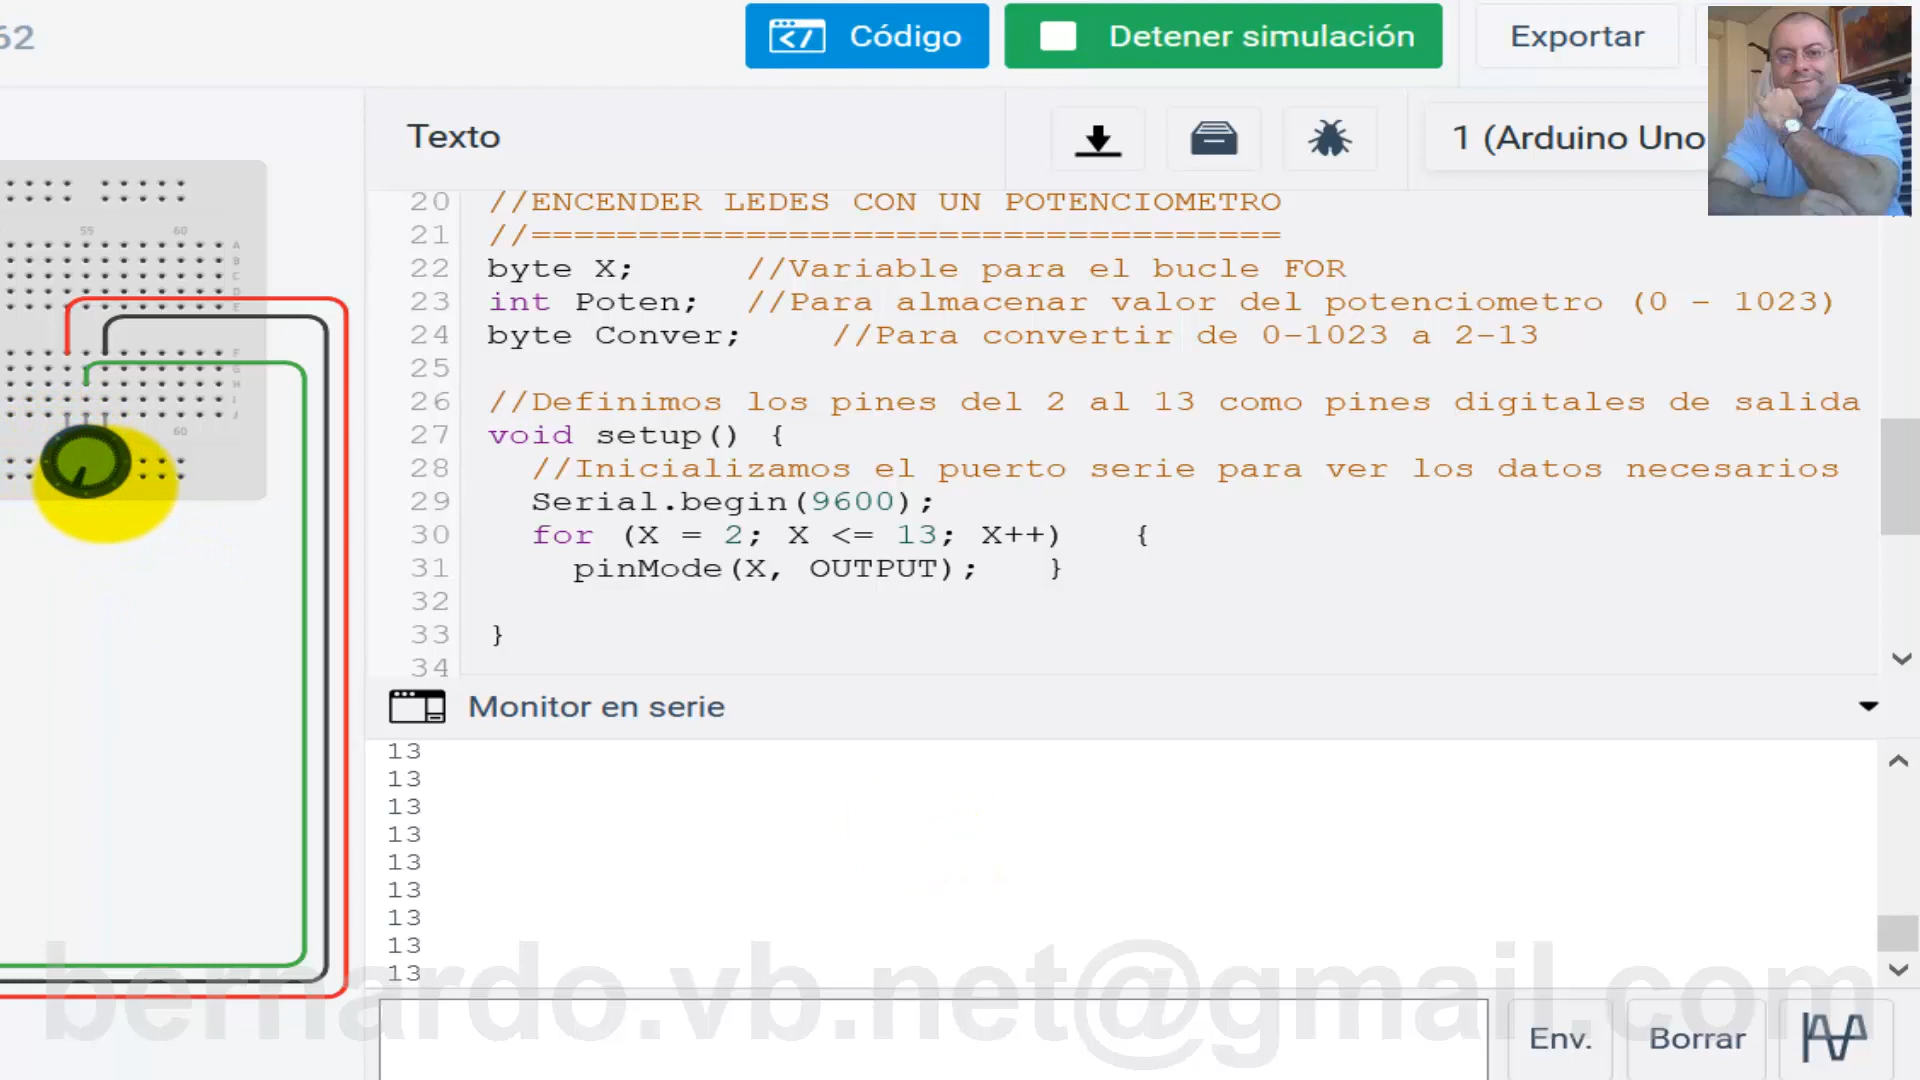 62
Código
Detener simulación
Exportar
Texto
1 (Arduino Uno
55
60
A
B
C
D
E
F
G
H
I
J
60
20 //ENCENDER LEDES CON UN POTENCIOMETRO
21 //===================================
22 byte X; //Variable para el bucle FOR
23 int Poten; //Para almacenar valor del potenciometro (0 - 1023)
24 byte Conver; //Para convertir de 0-1023 a 2-13
25
26 //Definimos los pines del 2 al 13 como pines digitales de salida
27 void setup() {
28 //Inicializamos el puerto serie para ver los datos necesarios
29 Serial.begin(9600);
30 for (X = 2; X <= 13; X++) {
31 pinMode(X, OUTPUT); }
32
33 }
34
Monitor en serie
13
13
13
13
13
13
13
13
13
bernardo.vb.net@gmail.com
Env.
Borrar